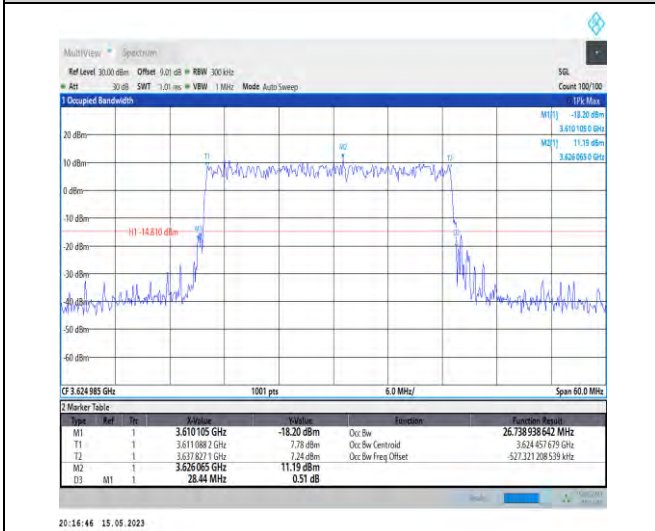 MultiView Spectrum
Ref Level 30.00 dBm Offset 9.01 dB RBW 300 kHz SGL
Att 30 dB SWT 1.01 ms VBW 1 MHz Mode Auto Sweep Count 100/100
1 Occupied Bandwidth 1Pk Max
M1[1] -18.20 dBm
3.610 105 0 GHz
M2[1] 11.19 dBm
3.626 065 0 GHz
20 dBm
M2
T1
T2
10 dBm
0 dBm
-10 dBm
H1 -14.810 dBm
M1
D3
-20 dBm
-30 dBm
-40 dBm
-50 dBm
-60 dBm
CF 3.624 985 GHz 1001 pts 6.0 MHz/ Span 60.0 MHz
2 Marker Table
Type Ref Trc X-Value Y-Value Function Function Result
M1 1 3.610 105 GHz -18.20 dBm Occ Bw 26.738 938 642 MHz
T1 1 3.611 088 2 GHz 7.78 dBm Occ Bw Centroid 3.624 457 679 GHz
T2 1 3.637 827 1 GHz 7.24 dBm Occ Bw Freq Offset -527.321 208 539 kHz
M2 1 3.626 065 GHz 11.19 dBm
D3 M1 1 28.44 MHz 0.51 dB
20:16:46 15.05.2023